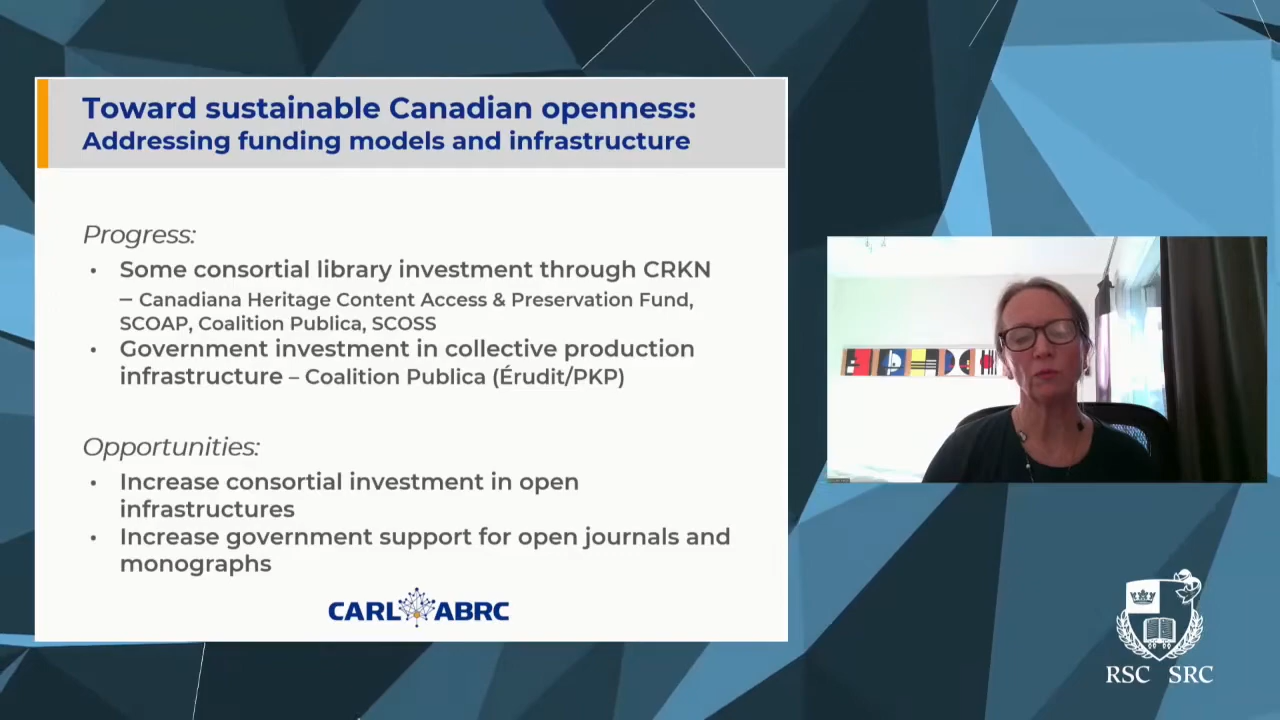 Toward sustainable Canadian openness:
Addressing funding models and infrastructure
Progress:
• Some consortial library investment through CRKN
– Canadiana Heritage Content Access & Preservation Fund,
SCOAP, Coalition Publica, SCOSS
• Government investment in collective production
infrastructure – Coalition Publica (Érudit/PKP)
Opportunities:
• Increase consortial investment in open
infrastructures
• Increase government support for open journals and
monographs
CARL ABRC
RSC SRC